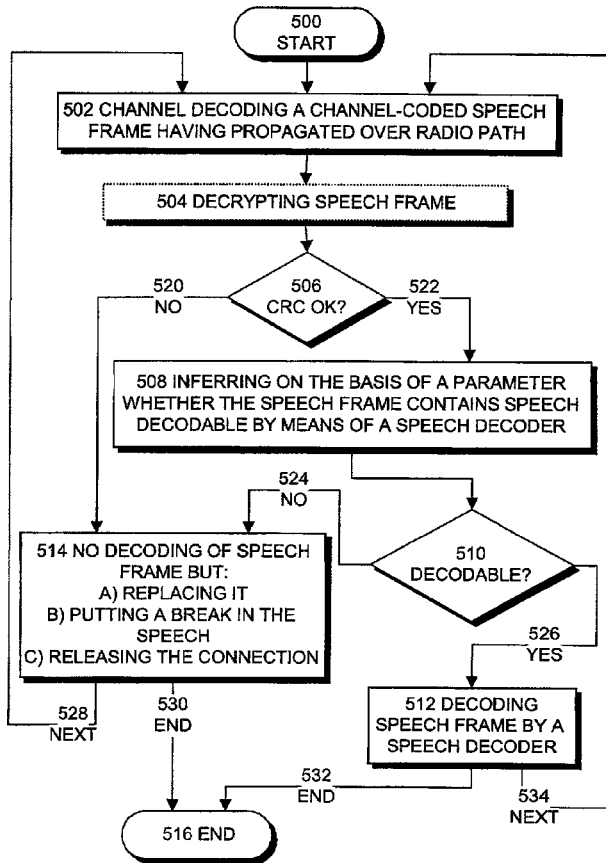 500
START
502 CHANNEL DECODING A CHANNEL-CODED SPEECH
FRAME HAVING PROPAGATED OVER RADIO PATH
504 DECRYPTING SPEECH FRAME
506
CRC OK?
520
NO
522
YES
508 INFERRING ON THE BASIS OF A PARAMETER
WHETHER THE SPEECH FRAME CONTAINS SPEECH
DECODABLE BY MEANS OF A SPEECH DECODER
524
NO
510
DECODABLE?
514 NO DECODING OF SPEECH
FRAME BUT:
A) REPLACING IT
B) PUTTING A BREAK IN THE
SPEECH
C) RELEASING THE CONNECTION
526
YES
512 DECODING
SPEECH FRAME BY A
SPEECH DECODER
528
NEXT
530
END
532
END
534
NEXT
516 END